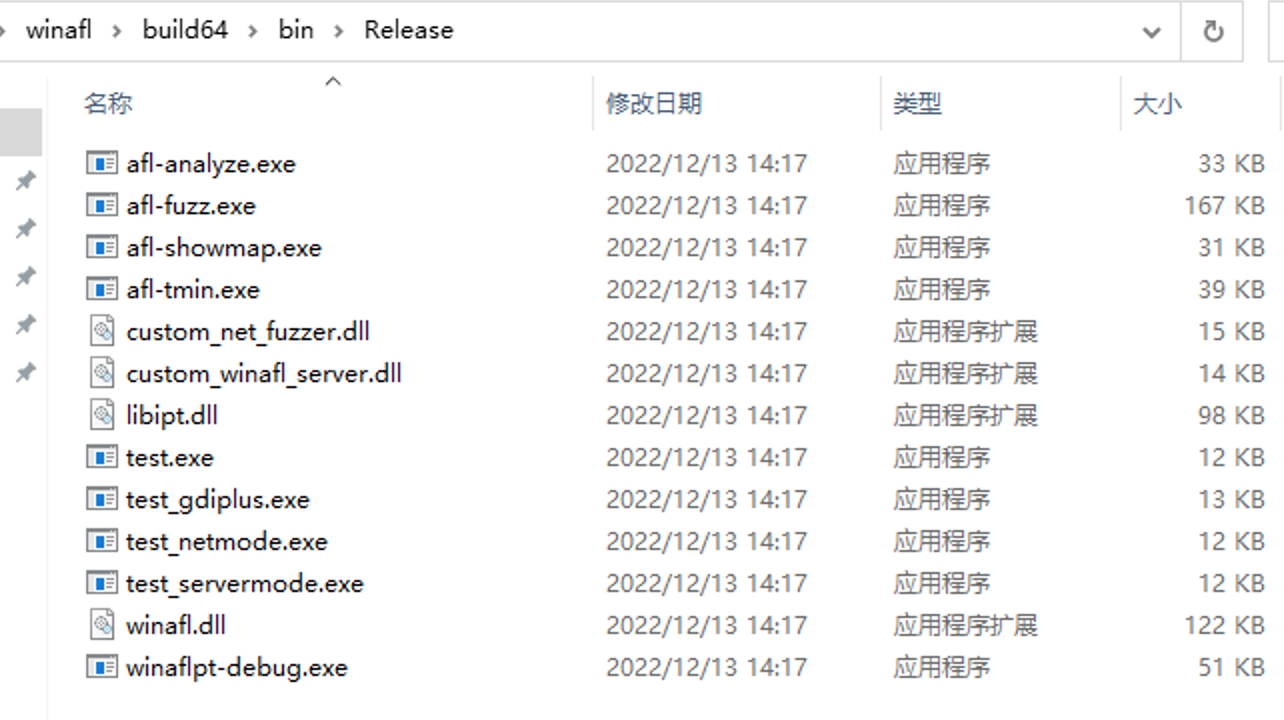 winafl > build64 > bin > Release
名称 修改日期 类型 大小
afl-analyze.exe 2022/12/13 14:17 应用程序 33 KB
afl-fuzz.exe 2022/12/13 14:17 应用程序 167 KB
afl-showmap.exe 2022/12/13 14:17 应用程序 31 KB
afl-tmin.exe 2022/12/13 14:17 应用程序 39 KB
custom_net_fuzzer.dll 2022/12/13 14:17 应用程序扩展 15 KB
custom_winafl_server.dll 2022/12/13 14:17 应用程序扩展 14 KB
libipt.dll 2022/12/13 14:17 应用程序扩展 98 KB
test.exe 2022/12/13 14:17 应用程序 12 KB
test_gdiplus.exe 2022/12/13 14:17 应用程序 13 KB
test_netmode.exe 2022/12/13 14:17 应用程序 12 KB
test_servermode.exe 2022/12/13 14:17 应用程序 12 KB
winafl.dll 2022/12/13 14:17 应用程序扩展 122 KB
winaflpt-debug.exe 2022/12/13 14:17 应用程序 51 KB